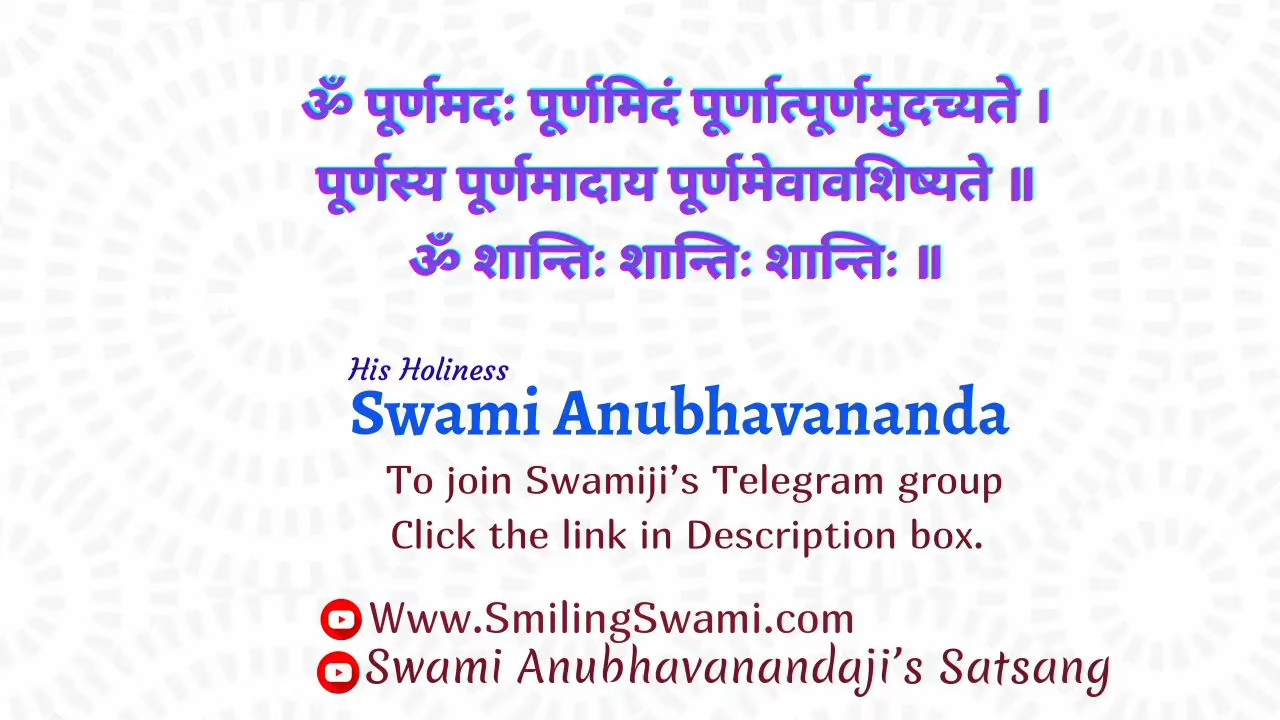 ॐ पूर्णमदः पूर्णमिदं पूर्णात्पूर्णमुदच्यते ।
पूर्णस्य पूर्णमादाय पूर्णमेवावशिष्यते ॥
ॐ शान्तिः शान्तिः शान्तिः ॥
His Holiness
Swami Anubhavananda
To join Swamiji’s Telegram group
Click the link in Description box.
Www.SmilingSwami.com
Swami Anubhavanandaji’s Satsang